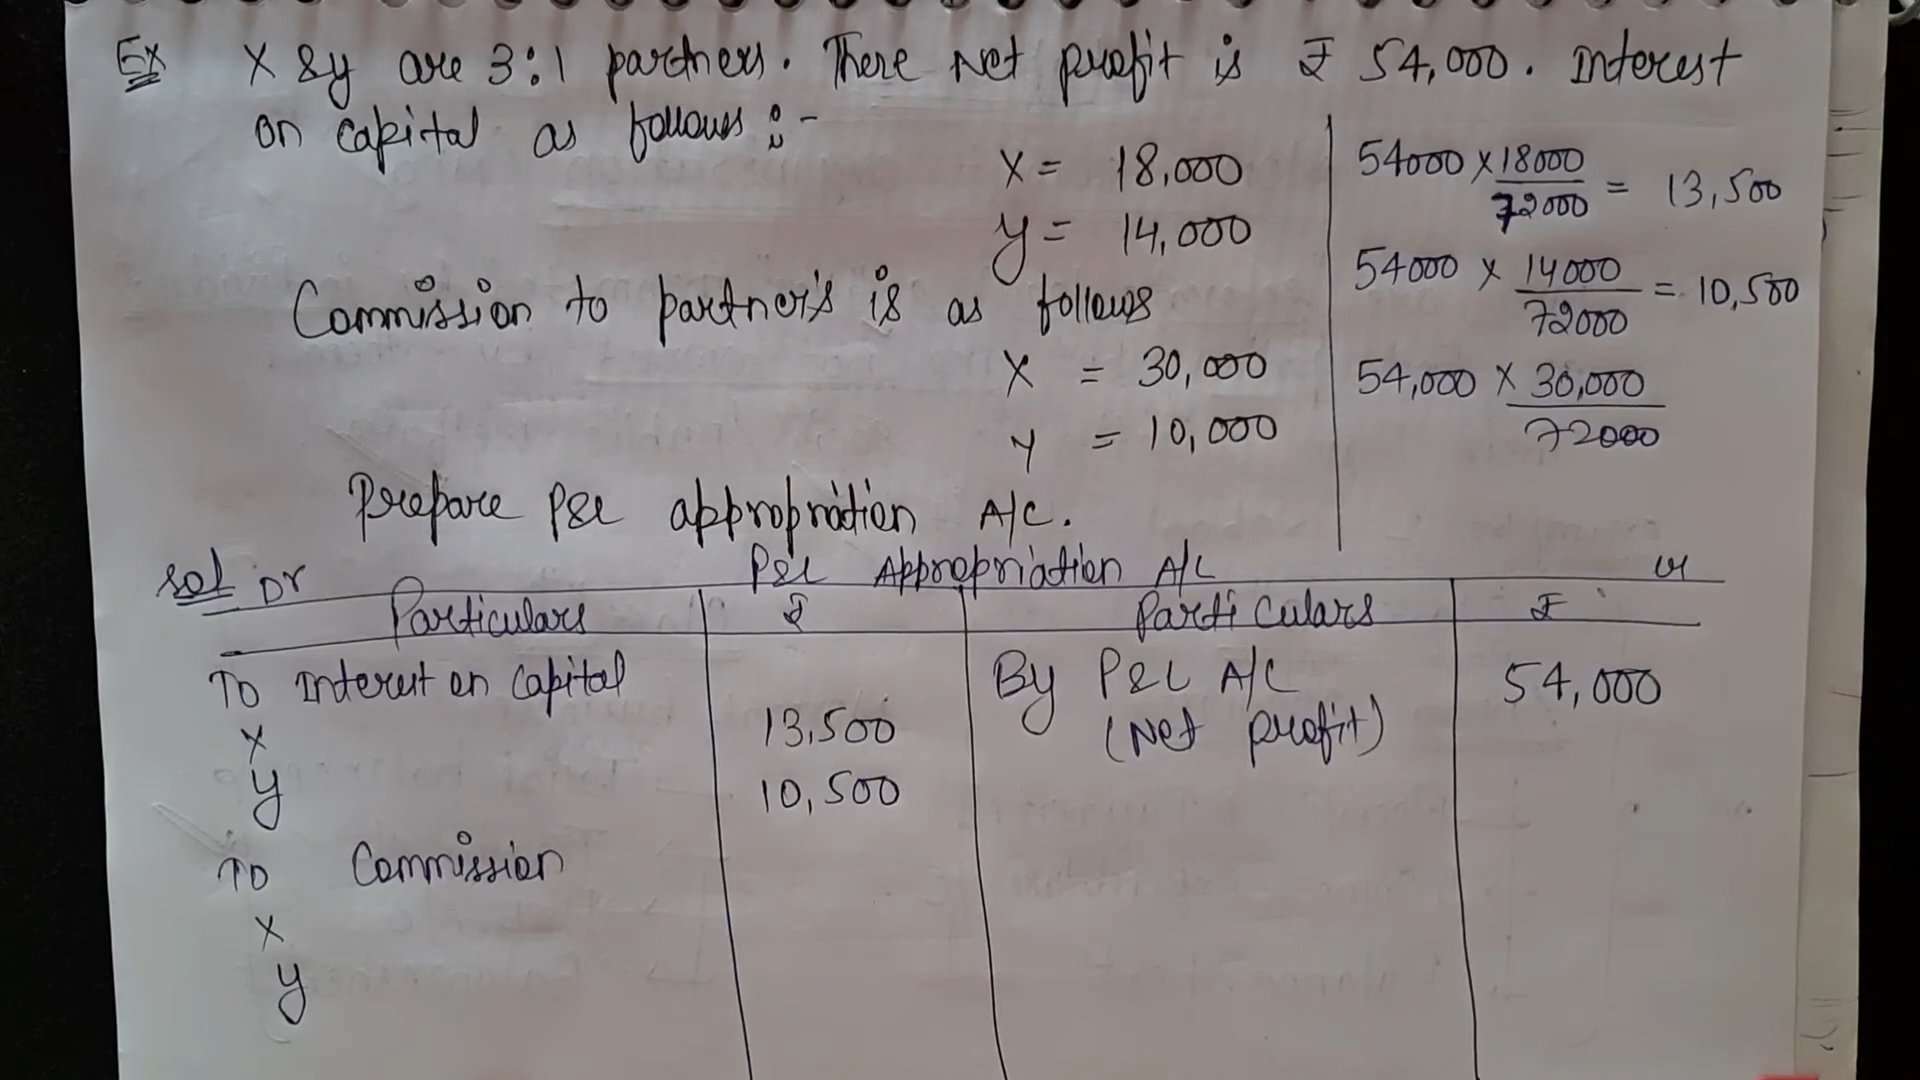 Ex X & y are 3:1 partners. There Net profit is ₹ 54,000. Interest
on capital as follows :-
X = 18,000
y = 14,000
Commission to partner's is as follows
X = 30,000
y = 10,000
Prepare P&L appropriation A/C.
54000 × 18000/72000 = 13,500
54000 × 14000/72000 = 10,500
54,000 × 30,000/72000
sol Dr P&L Appropriation A/C Cr
Particulars ₹ Particulars ₹
To Interest on Capital By P&L A/C 54,000
X 13,500 (Net profit)
y 10,500
To Commission
X
y